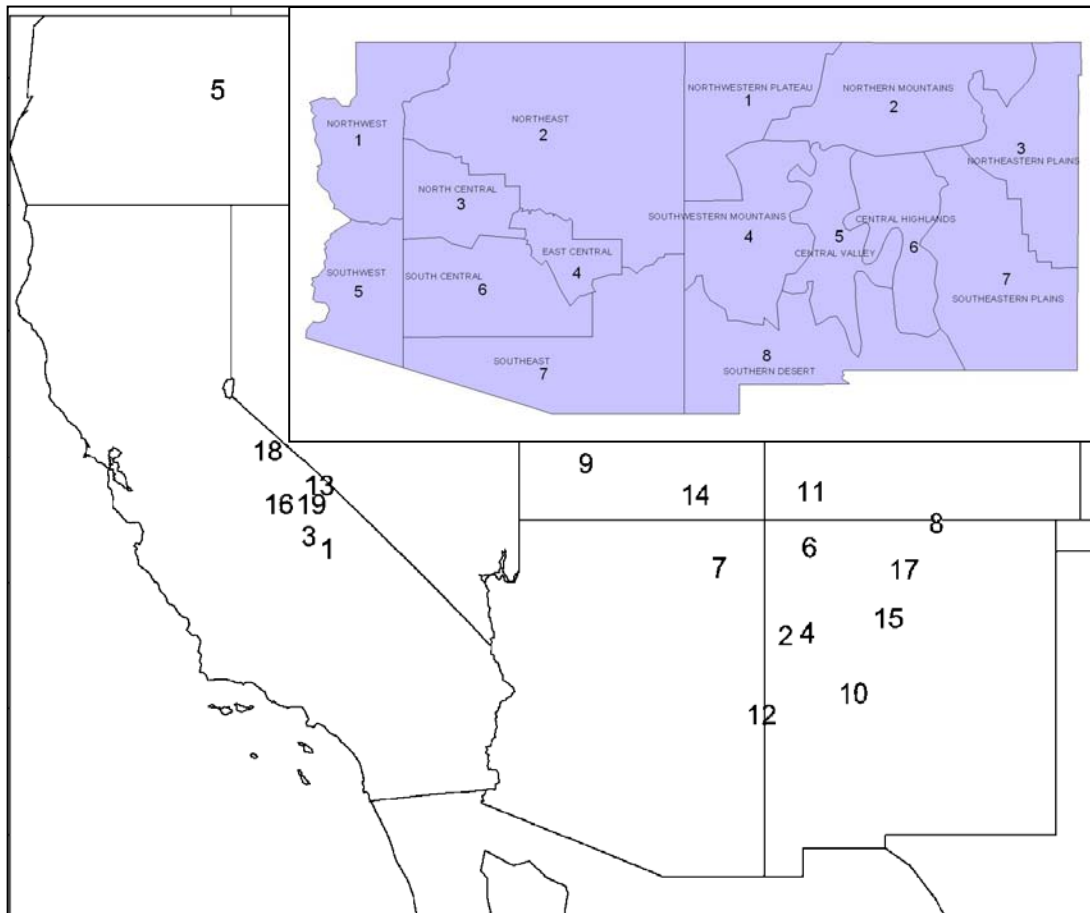 5
NORTHWEST
1
NORTHEAST
2
NORTH CENTRAL
3
EAST CENTRAL
4
SOUTHWEST
5
SOUTH CENTRAL
6
SOUTHEAST
7
NORTHWESTERN PLATEAU
1
NORTHERN MOUNTAINS
2
3
NORTHEASTERN PLAINS
SOUTHWESTERN MOUNTAINS
4
5
CENTRAL VALLEY
CENTRAL HIGHLANDS
6
7
SOUTHEASTERN PLAINS
8
SOUTHERN DESERT
18
13
16 19
3
1
9
14
11
8
7
6
17
2 4
15
10
12